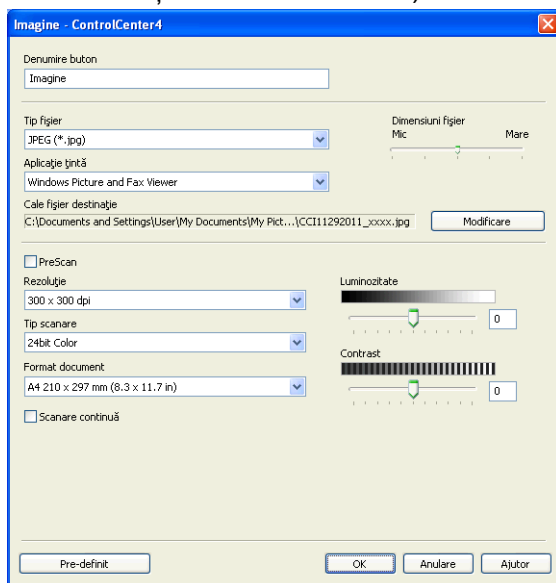 Imagine - ControlCenter4
Denumire buton
Imagine
Tip fişier
JPEG (*.jpg)
Dimensiuni fişier
Mic Mare
Aplicaţie ţintă
Windows Picture and Fax Viewer
Cale fişier destinaţie
C:\Documents and Settings\User\My Documents\My Pict...\CCI11292011_xxxx.jpg Modificare
PreScan
Rezoluţie
300 x 300 dpi
Luminozitate
0
Tip scanare
24bit Color
Contrast
0
Format document
A4 210 x 297 mm (8.3 x 11.7 in)
Scanare continuă
Pre-definit OK Anulare Ajutor